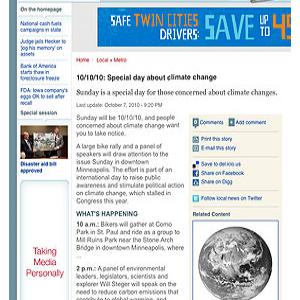 On the homepage
National cash fuels
campaigns in state
Judge jails Hecker to
'jog his memory' on
assets
Bank of America
starts thaw in
foreclosure freeze
FDA: Iowa company's
eggs OK to sell after
recall
Special session
Disaster aid bill
approved
Taking
Media
Personally
SAFE TWIN CITIES
DRIVERS:
SAVE
UP
TO
45
Home | Local + Metro
10/10/10: Special day about climate change
Sunday is a special day for those concerned about climate changes.
Last update: October 7, 2010 - 9:20 PM
Sunday will be 10/10/10, and people
concerned about climate change want
you to take notice.
A large bike rally and a panel of
speakers will draw attention to the
issue Sunday in downtown
Minneapolis. The effort is part of an
international day to raise public
awareness and stimulate political action
on climate change, which stalled in
Congress this year.
WHAT'S HAPPENING
10 a.m.: Bikers will gather at Como
Park in St. Paul and ride as a group to
Mill Ruins Park near the Stone Arch
Bridge in downtown Minneapolis, where
...
2 p.m.: A panel of environmental
leaders, legislators, scientists and
explorer Will Steger will speak on the
need to reduce carbon emissions that
contribute to global warming, and
Comments
Add comment
Print this story
E-mail this story
Save to del.icio.us
Share on Facebook
Share on Digg
Follow local news on Twitter
Related Content